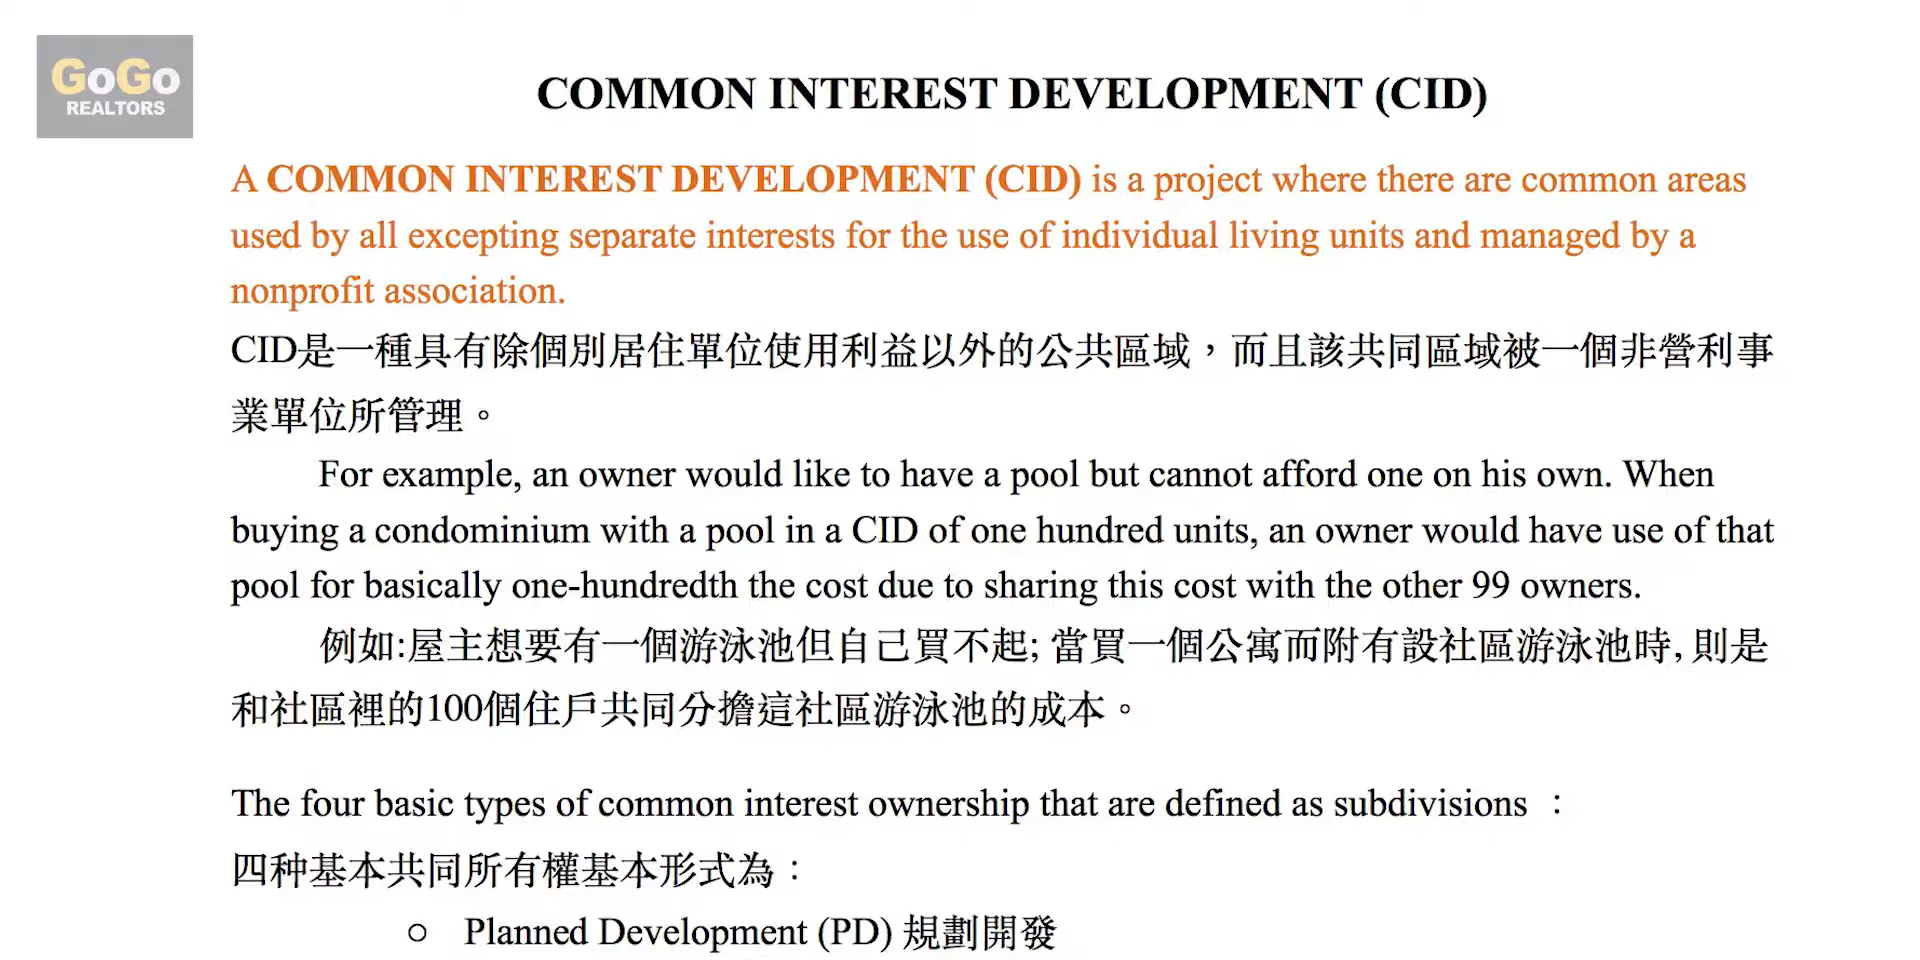 GoGo
REALTORS
COMMON INTEREST DEVELOPMENT (CID)
A COMMON INTEREST DEVELOPMENT (CID) is a project where there are common areas
used by all excepting separate interests for the use of individual living units and managed by a
nonprofit association.
CID是一種具有除個別居住單位使用利益以外的公共區域，而且該共同區域被一個非營利事
業單位所管理。
For example, an owner would like to have a pool but cannot afford one on his own. When
buying a condominium with a pool in a CID of one hundred units, an owner would have use of that
pool for basically one-hundredth the cost due to sharing this cost with the other 99 owners.
例如:屋主想要有一個游泳池但自己買不起; 當買一個公寓而附有設社區游泳池時, 則是
和社區裡的100個住戶共同分擔這社區游泳池的成本。
The four basic types of common interest ownership that are defined as subdivisions ：
四种基本共同所有權基本形式為：
○ Planned Development (PD) 規劃開發